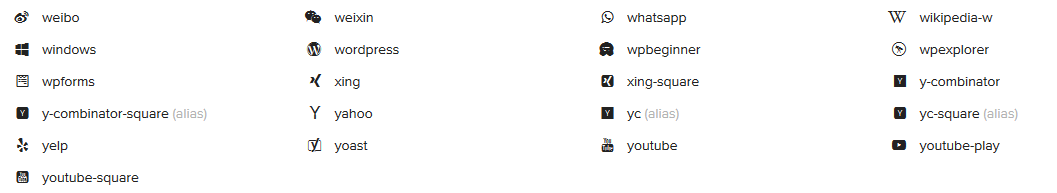 weibo weixin whatsapp wikipedia-w
windows wordpress wpbeginner wpexplorer
wpforms xing xing-square y-combinator
y-combinator-square (alias) yahoo yc (alias) yc-square (alias)
yelp yoast youtube youtube-play
youtube-square